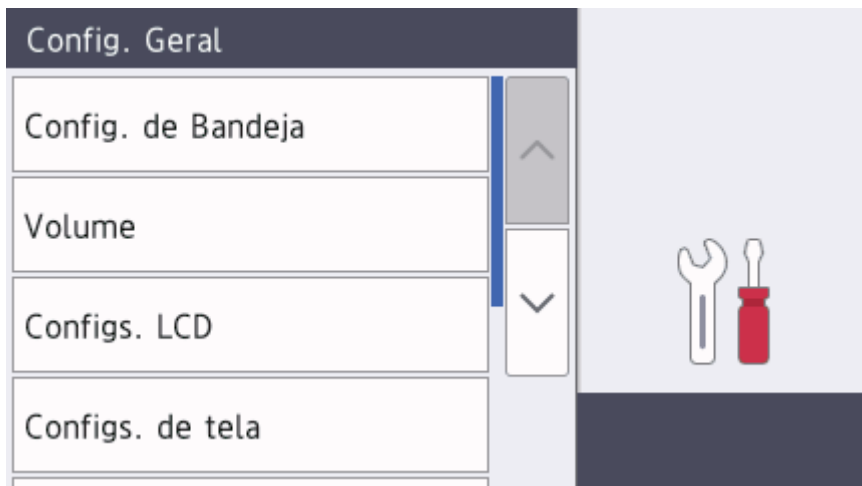 Config. Geral
Config. de Bandeja
Volume
Configs. LCD
Configs. de tela